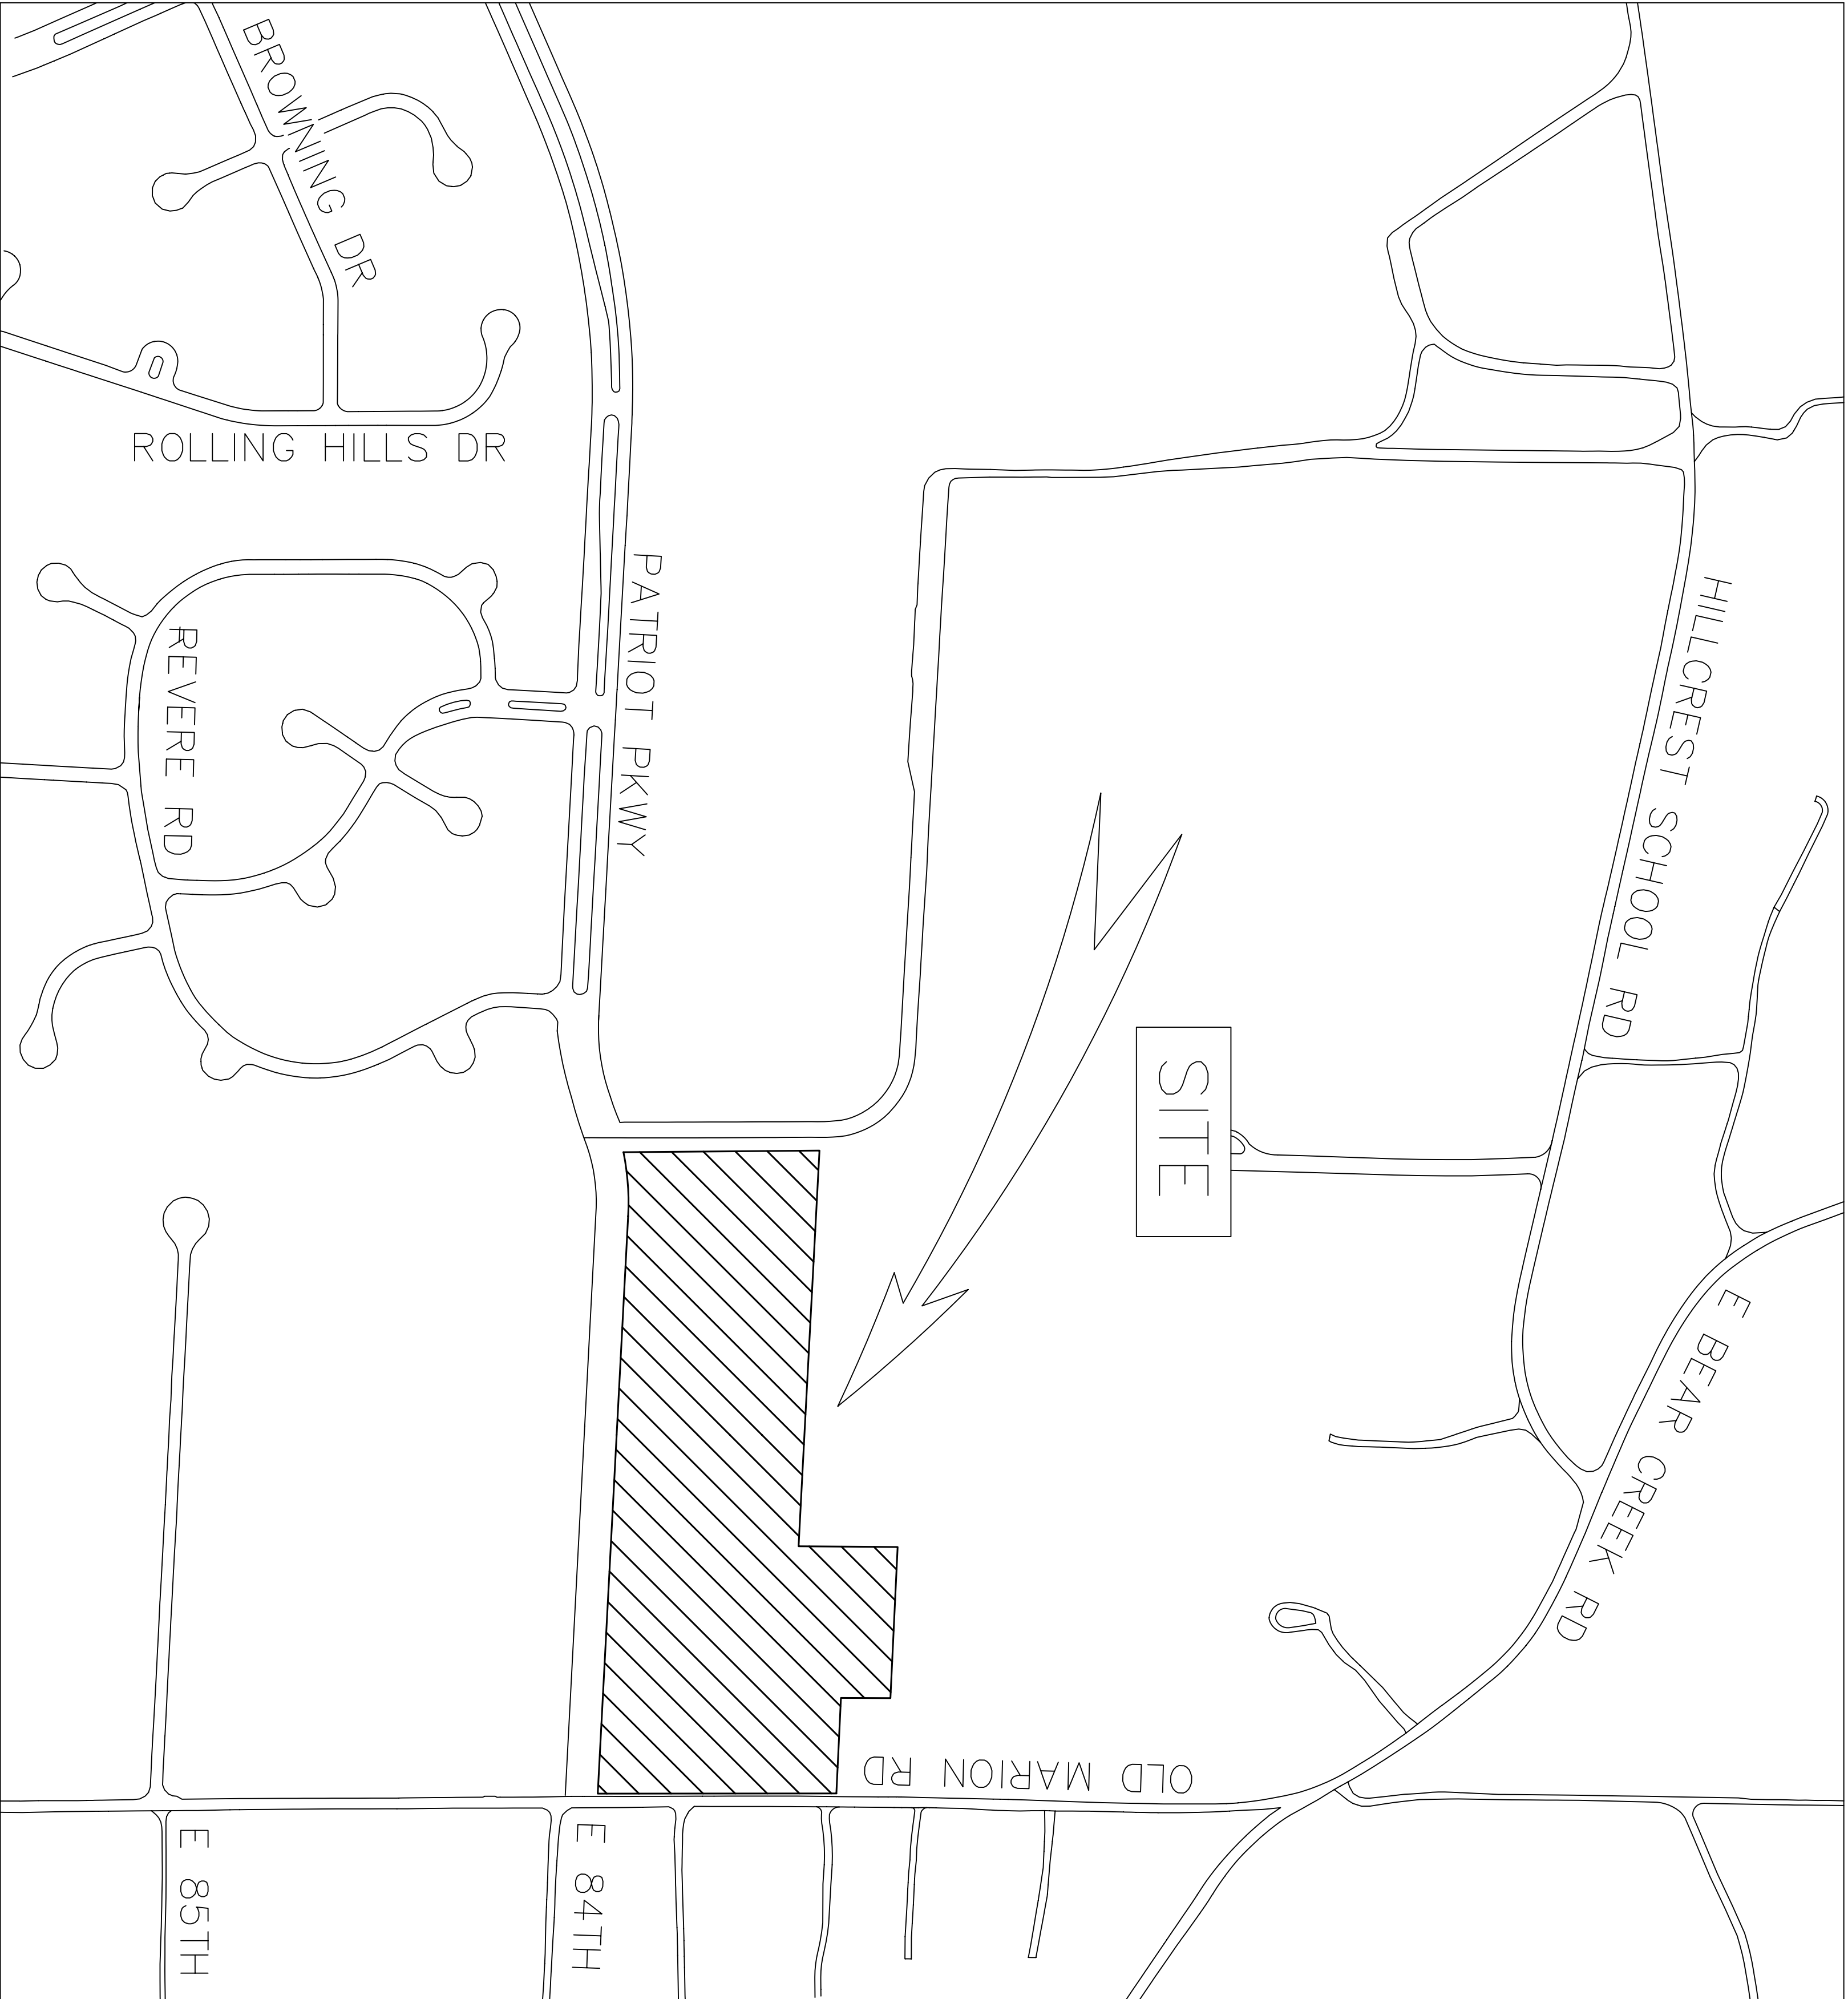 BROWNING DR
ROLLING HILLS DR
PATRIOT PKWY
REVERE RD
HILLCREST SCHOOL RD
SITE
E BEAR CREEK RD
OLD MARION RD
E 85TH
E 84TH